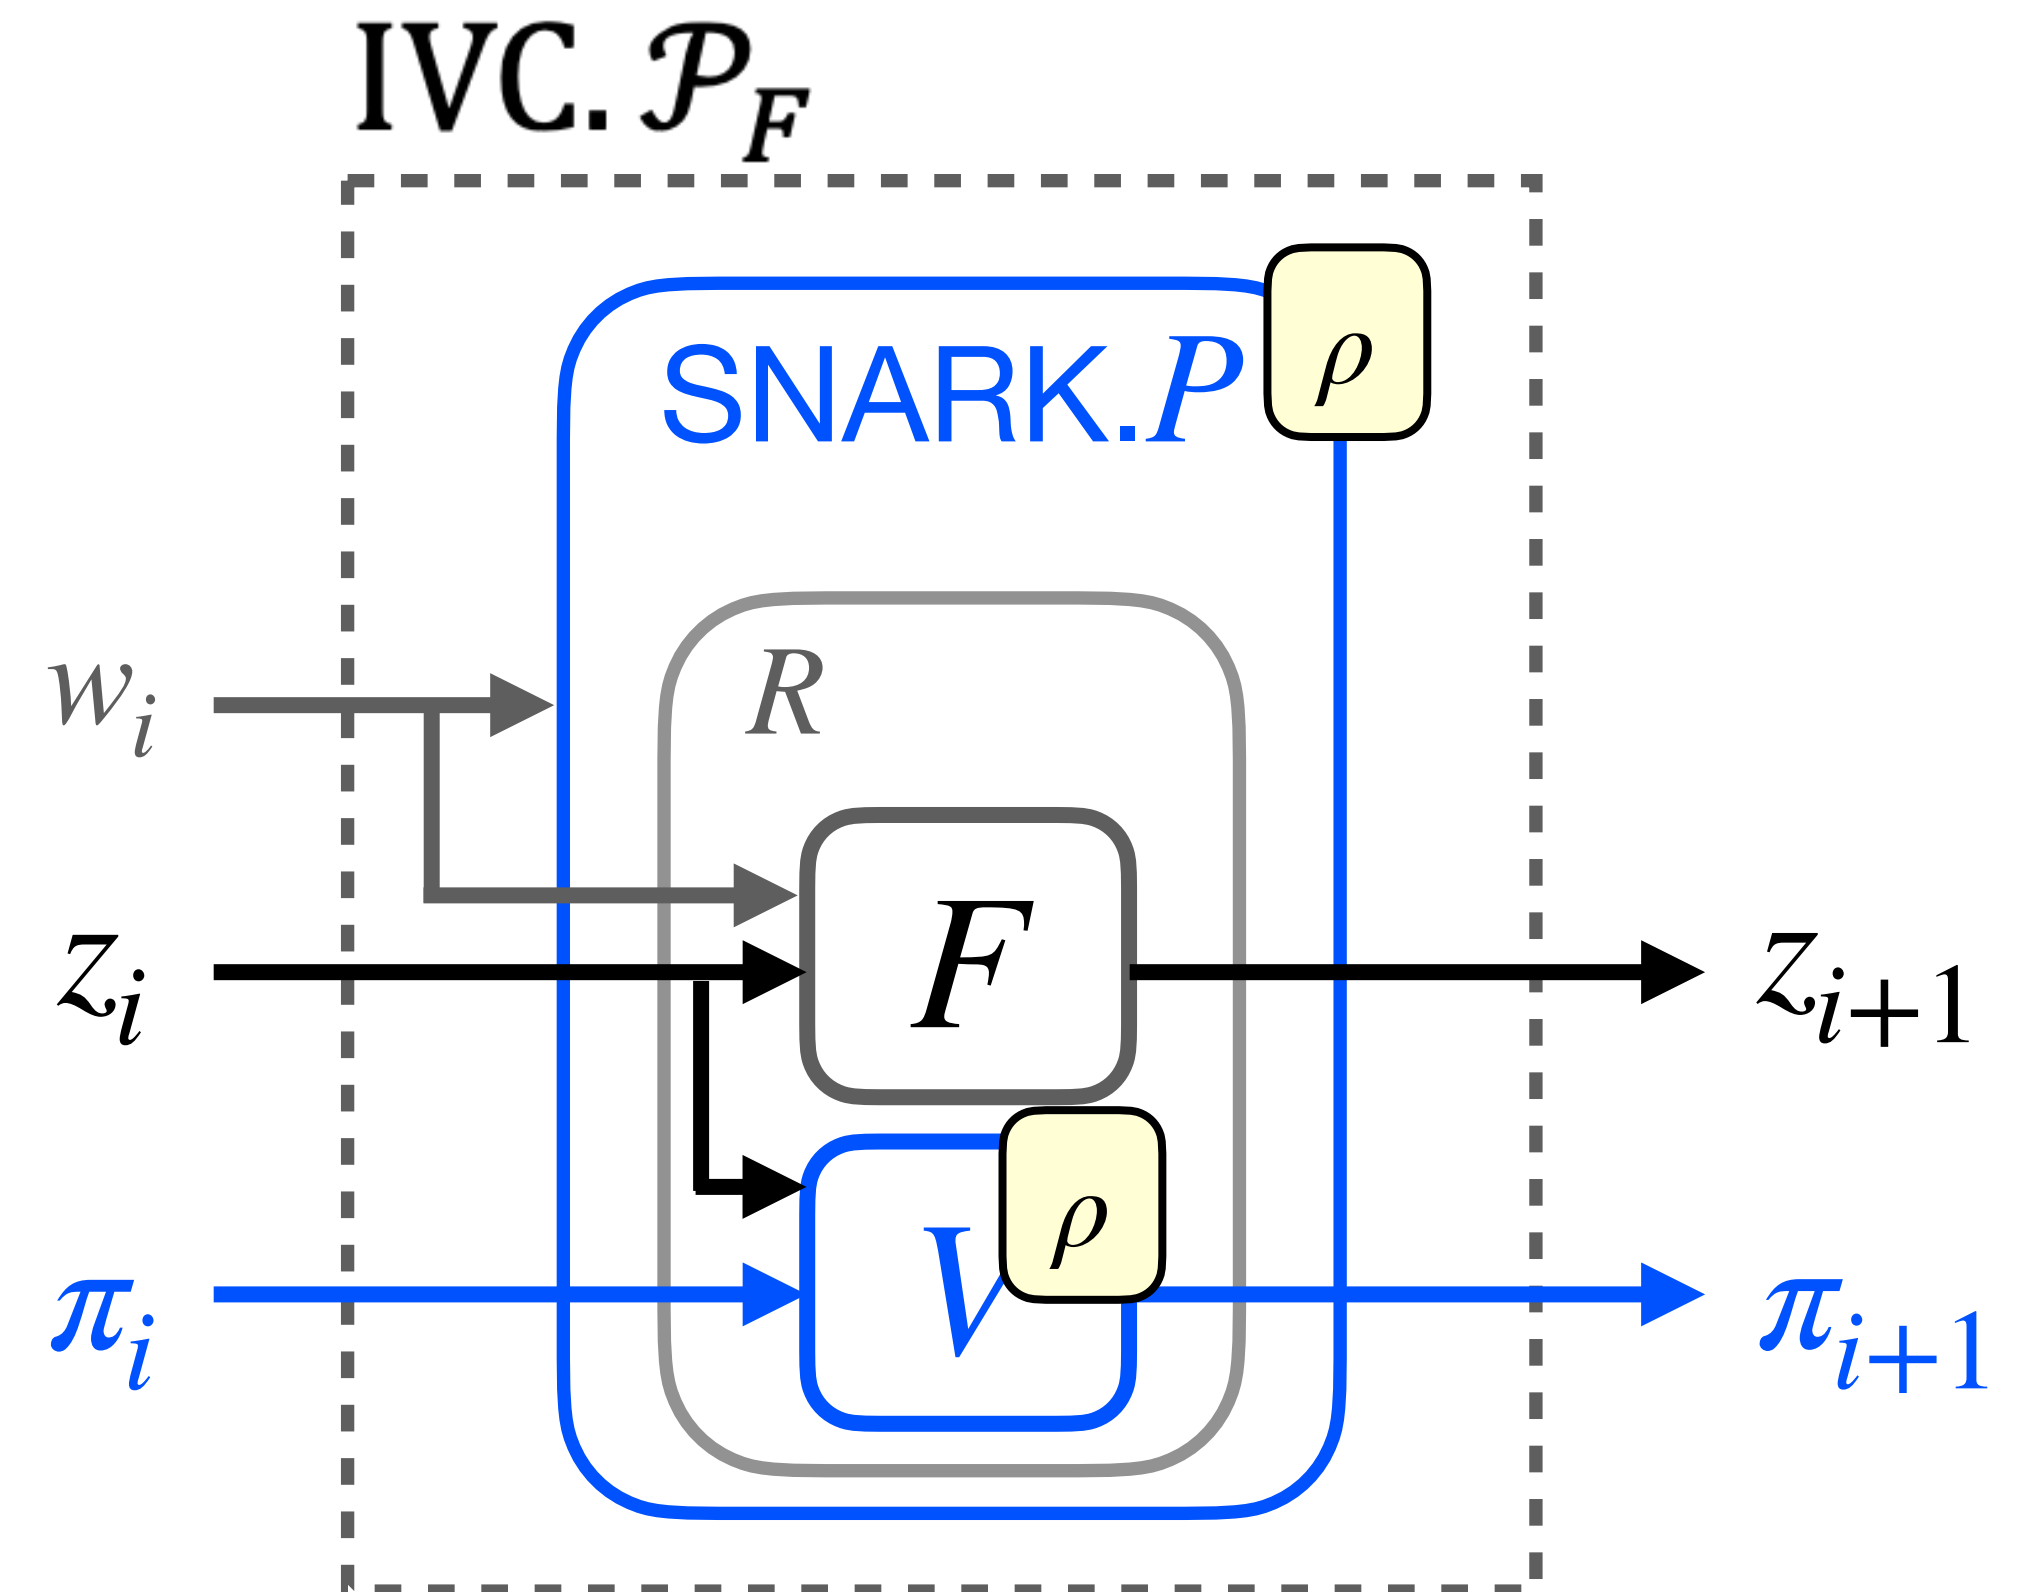 IVC. 𝒫_F
ρ
SNARK.P
R
w_i
F
z_i
z_{i+1}
ρ
V
π_i
π_{i+1}